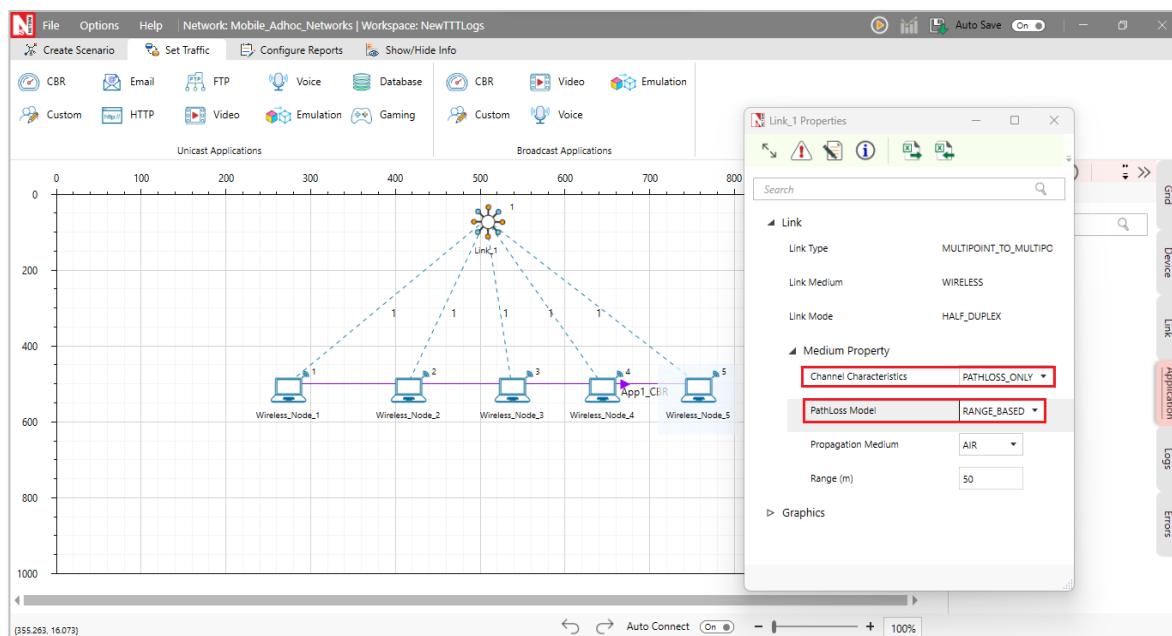 File Options Help Network: Mobile_Adhoc_Networks | Workspace: NewTTTLogs Auto Save On
Create Scenario Set Traffic Configure Reports Show/Hide Info
CBR Email FTP Voice Database CBR Video Emulation
Custom HTTP Video Emulation Gaming Custom Voice
Unicast Applications Broadcast Applications
Link_1 Properties
Search
Link
Link Type MULTIPOINT_TO_MULTIPO
Link Medium WIRELESS
Link Mode HALF_DUPLEX
Medium Property
Channel Characteristics PATHLOSS_ONLY
PathLoss Model RANGE_BASED
Propagation Medium AIR
Range (m) 50
Graphics
0 100 200 300 400 500 600 700 800
0
200
400
600
800
1000
1
Link_1
1 1 1 1 1
1 2 3 4 5
App1_CBR
Wireless_Node_1 Wireless_Node_2 Wireless_Node_3 Wireless_Node_4 Wireless_Node_5
Grid
Device
Link
Application
Logs
Errors
(355.263, 16.073) Auto Connect On 100%